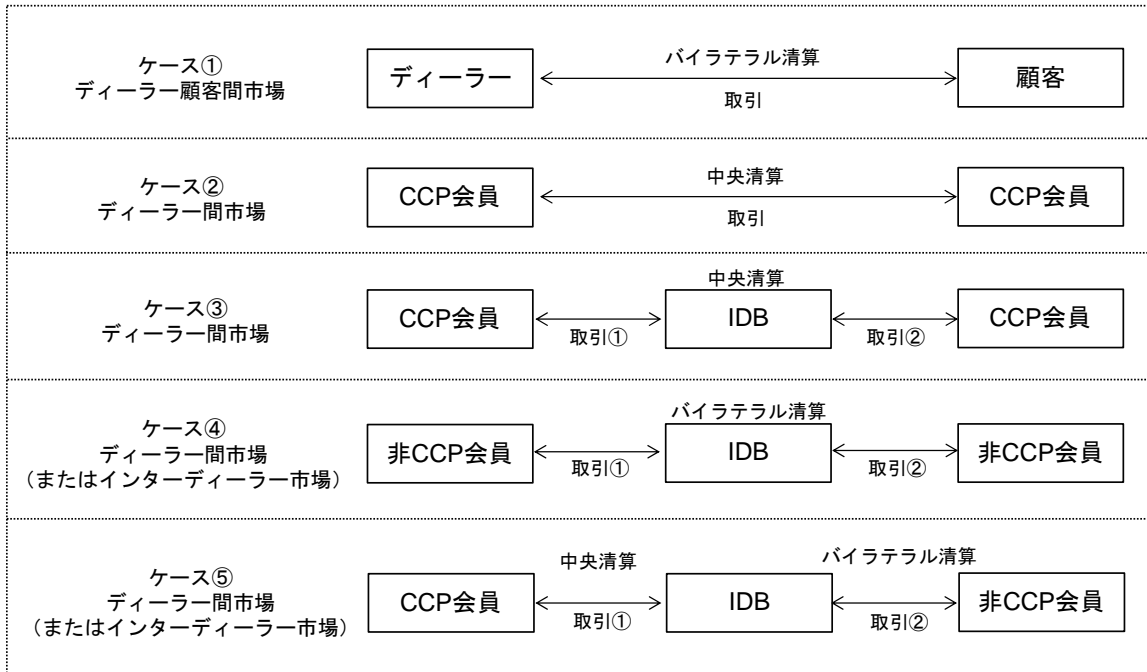 ケース①
ディーラー顧客間市場
ディーラー
バイラテラル清算
取引
顧客
ケース②
ディーラー間市場
CCP会員
中央清算
取引
CCP会員
ケース③
ディーラー間市場
CCP会員
取引①
中央清算
IDB
取引②
CCP会員
ケース④
ディーラー間市場
（またはインターディーラー市場）
非CCP会員
取引①
バイラテラル清算
IDB
取引②
非CCP会員
ケース⑤
ディーラー間市場
（またはインターディーラー市場）
CCP会員
中央清算
取引①
IDB
バイラテラル清算
取引②
非CCP会員